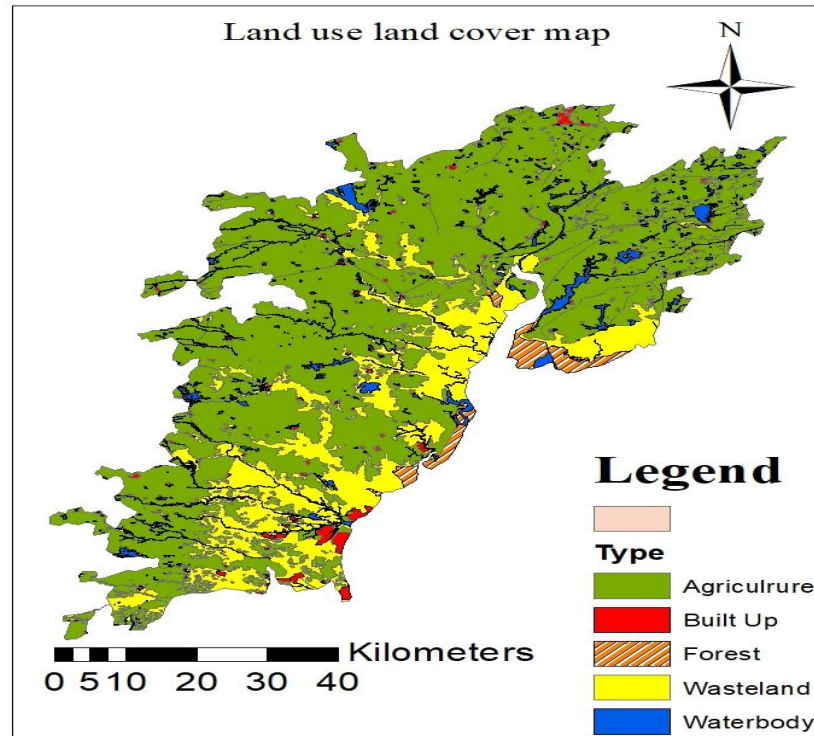 Land use land cover map
N
Legend
Type
Agriculrure
Built Up
Forest
Wasteland
Waterbody
Kilometers
0 5 10 20 30 40